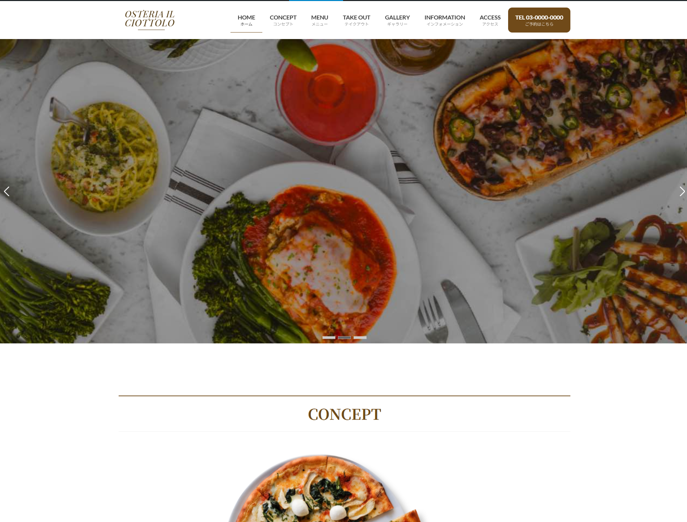 OSTERIA IL
CIOTTOLO
HOME
ホーム
CONCEPT
コンセプト
MENU
メニュー
TAKE OUT
テイクアウト
GALLERY
ギャラリー
INFORMATION
インフォメーション
ACCESS
アクセス
TEL 03-0000-0000
ご予約はこちら
CONCEPT